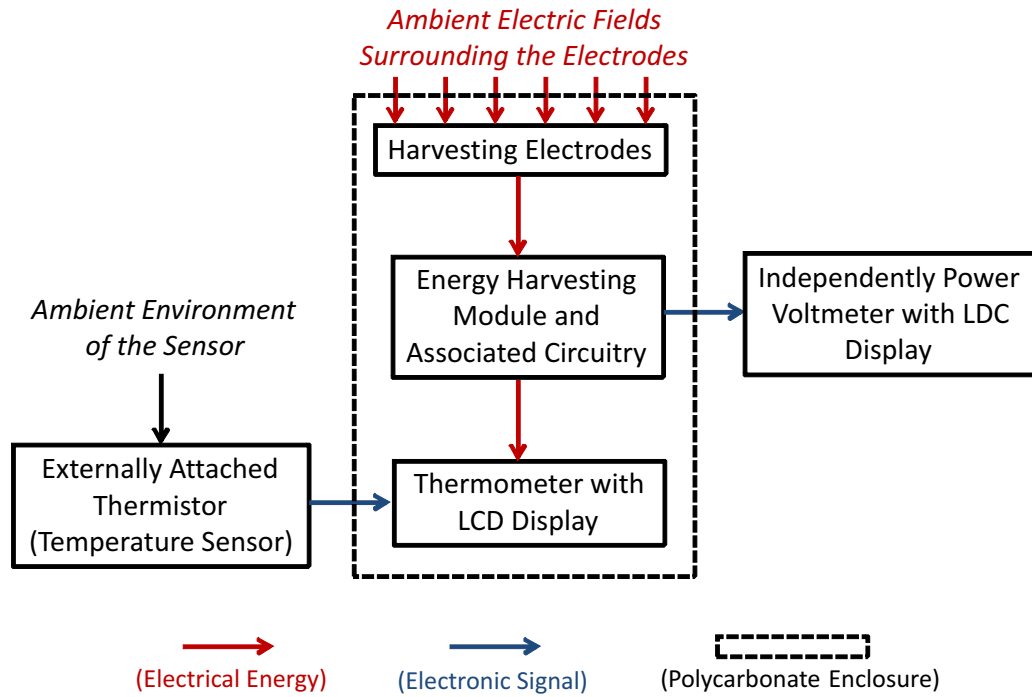 Ambient Electric Fields
Surrounding the Electrodes
Harvesting Electrodes
Energy Harvesting
Module and
Associated Circuitry
Independently Power
Voltmeter with LDC
Display
Ambient Environment
of the Sensor
Externally Attached
Thermistor
(Temperature Sensor)
Thermometer with
LCD Display
(Electrical Energy)
(Electronic Signal)
(Polycarbonate Enclosure)